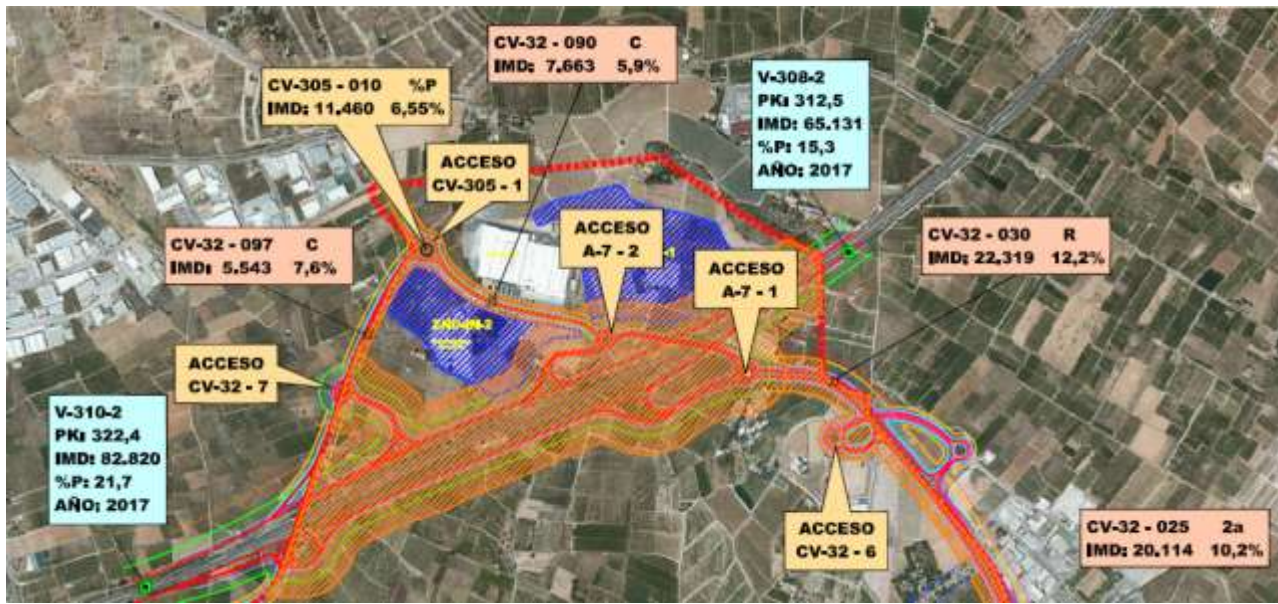 CV-32 - 090 C
IMD: 7.663 5,9%
CV-305 - 010 %P
IMD: 11.460 6,55%
V-308-2
PK: 312,5
IMD: 65.131
%P: 15,3
AÑO: 2017
ACCESO
CV-305 - 1
CV-32 - 097 C
IMD: 5.543 7,6%
ACCESO
A-7 - 2
CV-32 - 030 R
IMD: 22.319 12,2%
ACCESO
A-7 - 1
ZND-IN-2
ACCESO
CV-32 - 7
V-310-2
PK: 322,4
IMD: 82.820
%P: 21,7
AÑO: 2017
ACCESO
CV-32 - 6
CV-32 - 025 2a
IMD: 20.114 10,2%